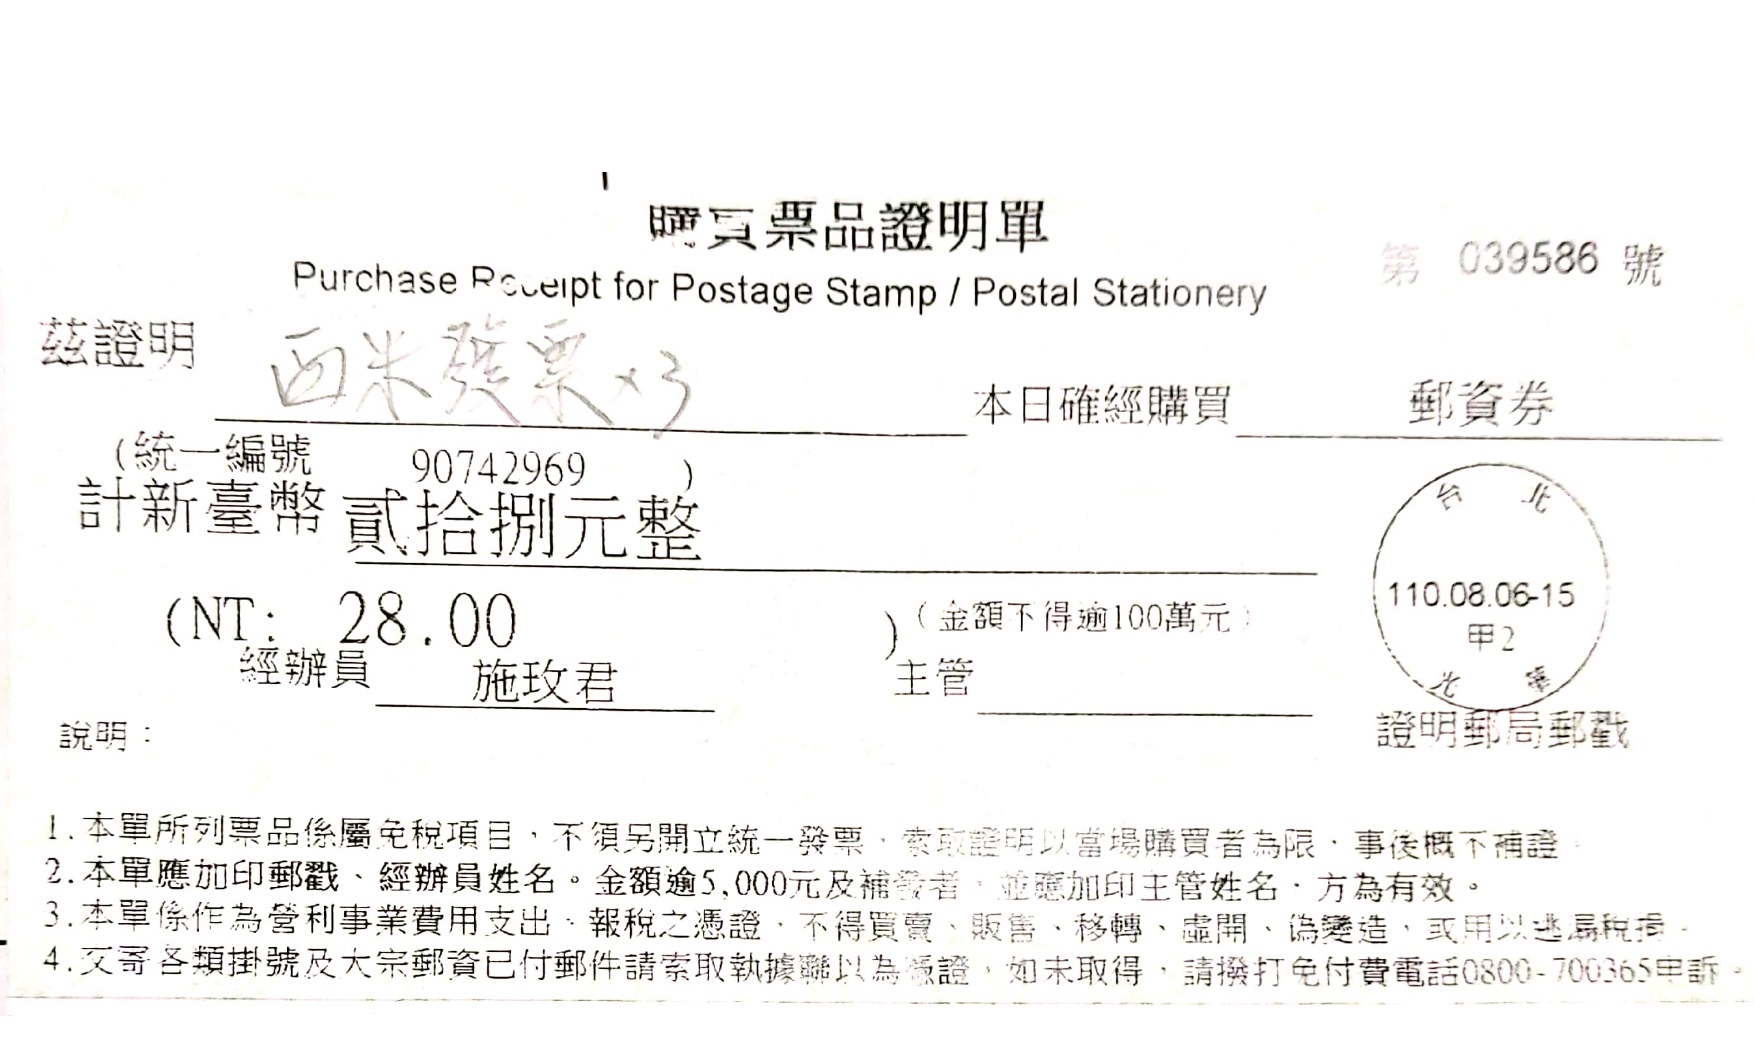 購買票品證明單
Purchase Receipt for Postage Stamp / Postal Stationery
第 039586 號
茲證明 西米發票x3 本日確經購買 郵資券
(統一編號 90742969 )
計新臺幣 貳拾捌元整
(NT: 28.00 ) (金額不得逾100萬元)
經辦員 施玫君 主管
台北
110.08.06-15
甲2
證明郵局郵戳
說明：
1.本單所列票品係屬免稅項目，不須另開立統一發票，索取證明以當場購買者為限，事後概不補證。
2.本單應加印郵戳、經辦員姓名。金額逾5,000元及補發者，並應加印主管姓名，方為有效。
3.本單係作為營利事業費用支出、報稅之憑證，不得買賣、販售、移轉、虛開、偽變造，或用以逃漏稅捐。
4.交寄各類掛號及大宗郵資已付郵件請索取執據聯以為憑證，如未取得，請撥打免付費電話0800-700365申訴。